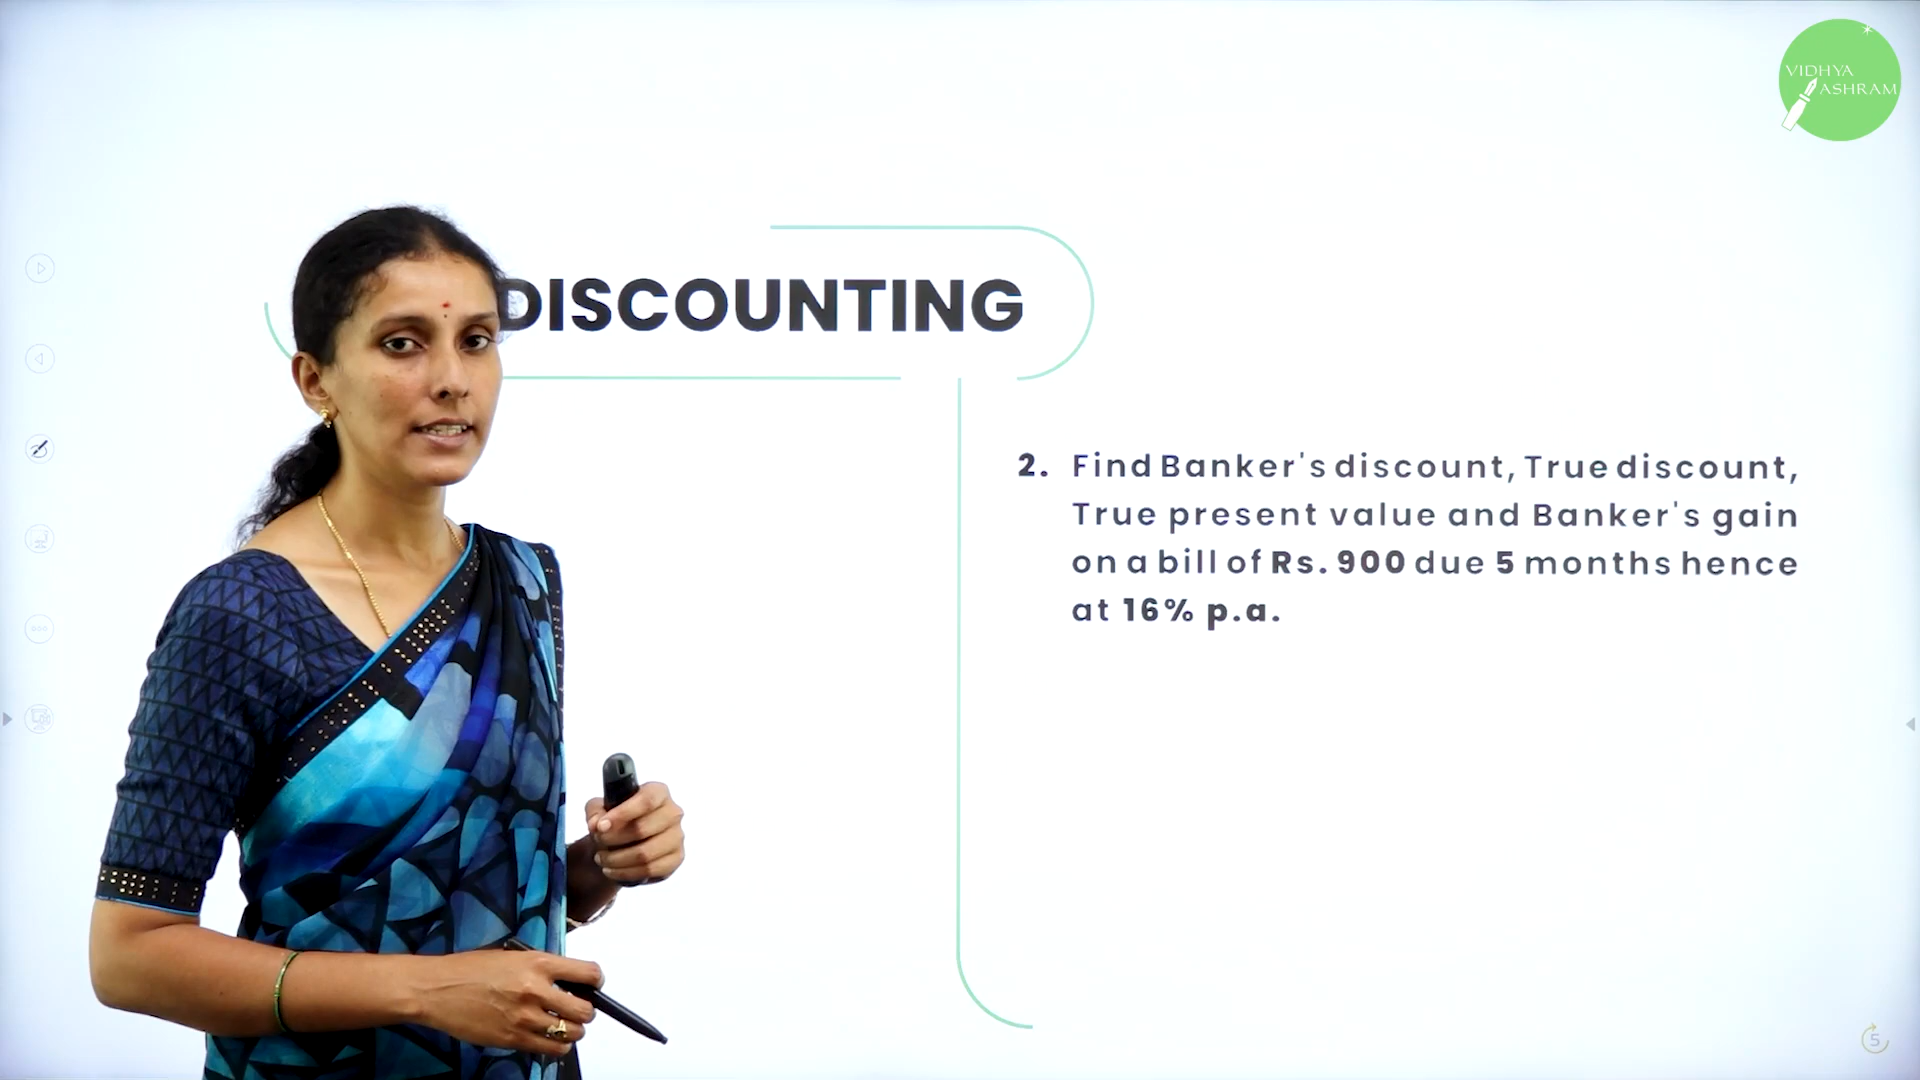 VIDHYA
ASHRAM
DISCOUNTING
2. Find Banker's discount, True discount,
True present value and Banker's gain
on a bill of Rs. 900 due 5 months hence
at 16% p.a.
5